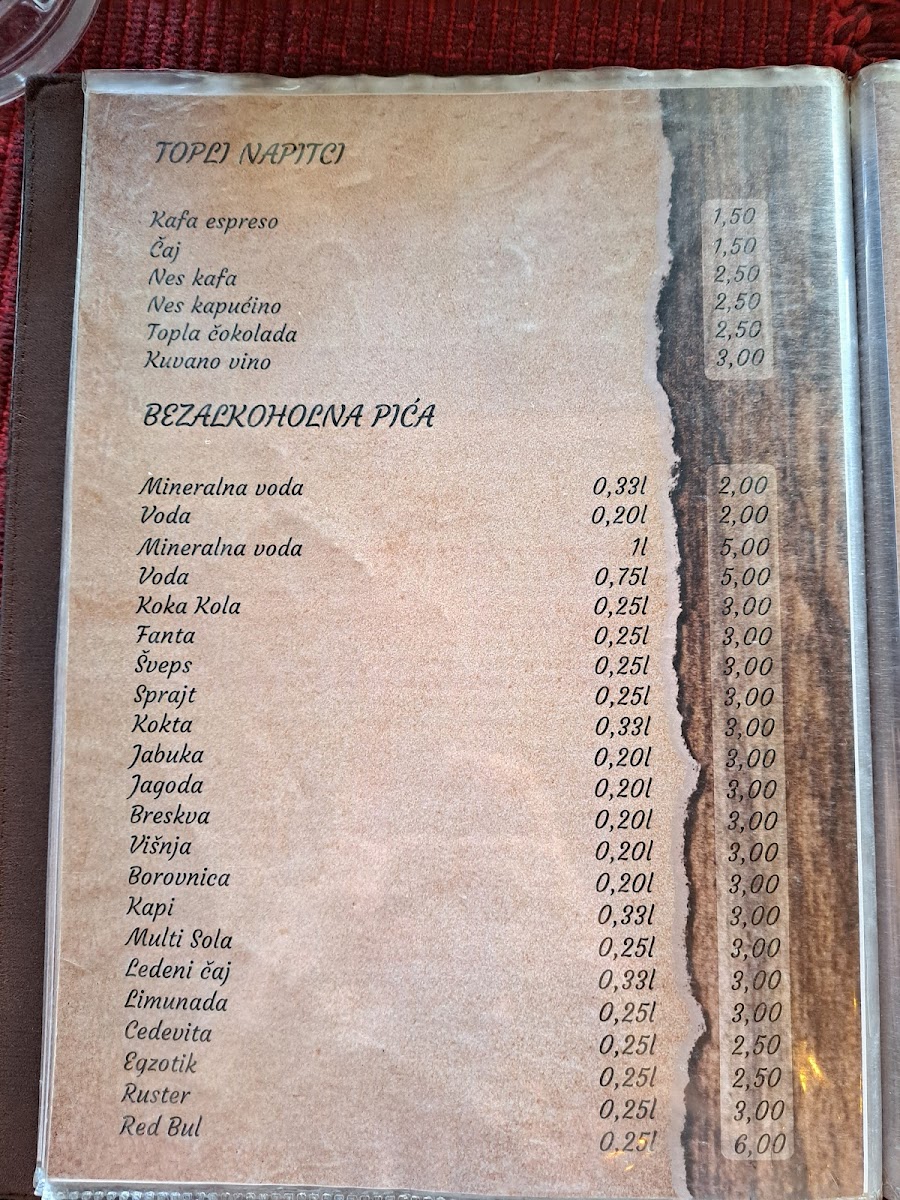 TOPLI NAPITCI
Kafa espreso 1,50
Čaj 1,50
Nes kafa 2,50
Nes kapućino 2,50
Topla čokolada 2,50
Kuvano vino 3,00
BEZALKOHOLNA PIĆA
Mineralna voda 0,33l 2,00
Voda 0,20l 2,00
Mineralna voda 1l 5,00
Voda 0,75l 5,00
Koka Kola 0,25l 3,00
Fanta 0,25l 3,00
Šveps 0,25l 3,00
Sprajt 0,25l 3,00
Kokta 0,33l 3,00
Jabuka 0,20l 3,00
Jagoda 0,20l 3,00
Breskva 0,20l 3,00
Višnja 0,20l 3,00
Borovnica 0,20l 3,00
Kapi 0,33l 3,00
Multi Sola 0,25l 3,00
Ledeni čaj 0,33l 3,00
Limunada 0,25l 3,00
Cedevita 0,25l 2,50
Egzotik 0,25l 2,50
Ruster 0,25l 3,00
Red Bul 0,25l 6,00